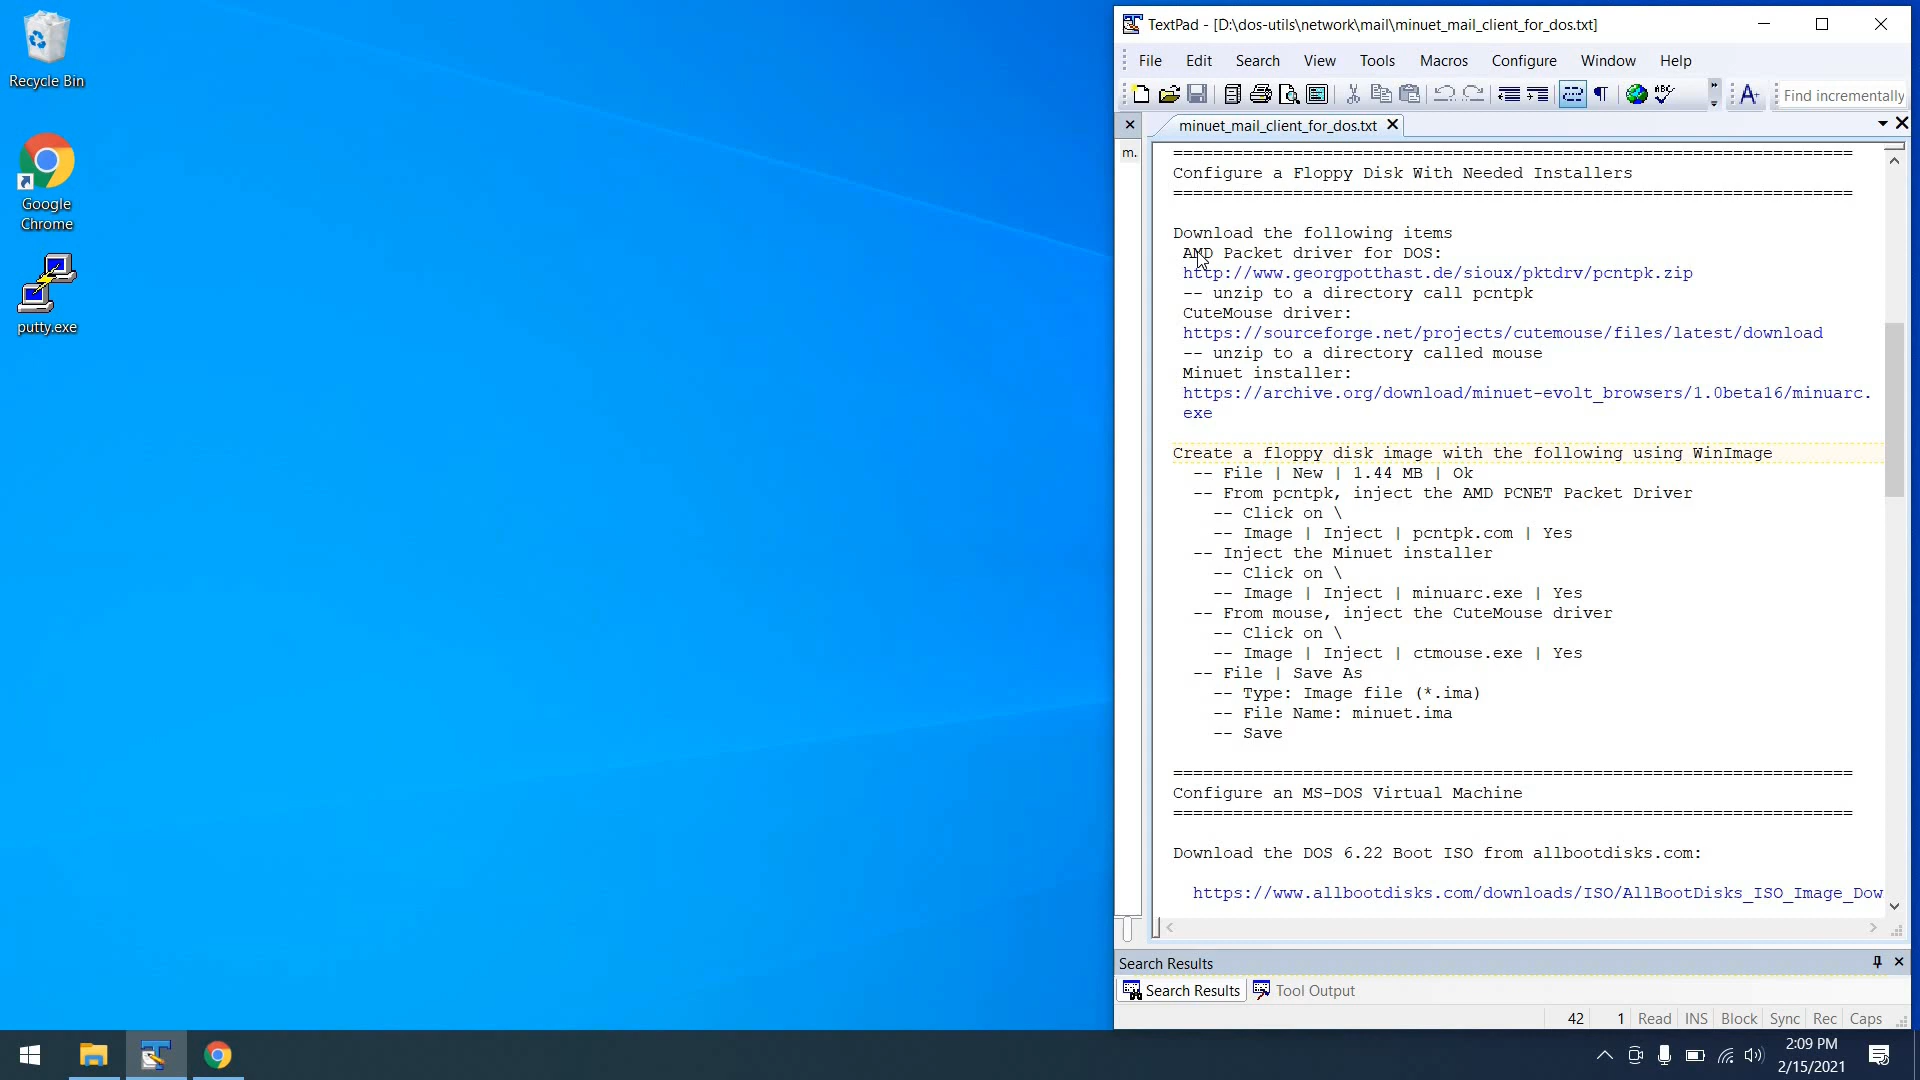 Recycle Bin
Google
Chrome
putty.exe
TextPad - [D:\dos-utils\network\mail\minuet_mail_client_for_dos.txt]
File Edit Search View Tools Macros Configure Window Help
Find incrementally
minuet_mail_client_for_dos.txt
m.
====================================================================
Configure a Floppy Disk With Needed Installers
====================================================================
Download the following items
AMD Packet driver for DOS:
http://www.georgpotthast.de/sioux/pktdrv/pcntpk.zip
-- unzip to a directory call pcntpk
CuteMouse driver:
https://sourceforge.net/projects/cutemouse/files/latest/download
-- unzip to a directory called mouse
Minuet installer:
https://archive.org/download/minuet-evolt_browsers/1.0beta16/minuarc.
exe
Create a floppy disk image with the following using WinImage
-- File | New | 1.44 MB | Ok
-- From pcntpk, inject the AMD PCNET Packet Driver
-- Click on \
-- Image | Inject | pcntpk.com | Yes
-- Inject the Minuet installer
-- Click on \
-- Image | Inject | minuarc.exe | Yes
-- From mouse, inject the CuteMouse driver
-- Click on \
-- Image | Inject | ctmouse.exe | Yes
-- File | Save As
-- Type: Image file (*.ima)
-- File Name: minuet.ima
-- Save
====================================================================
Configure an MS-DOS Virtual Machine
====================================================================
Download the DOS 6.22 Boot ISO from allbootdisks.com:
https://www.allbootdisks.com/downloads/ISO/AllBootDisks_ISO_Image_Dow
Search Results
Search Results Tool Output
42 1 Read INS Block Sync Rec Caps
2:09 PM
2/15/2021